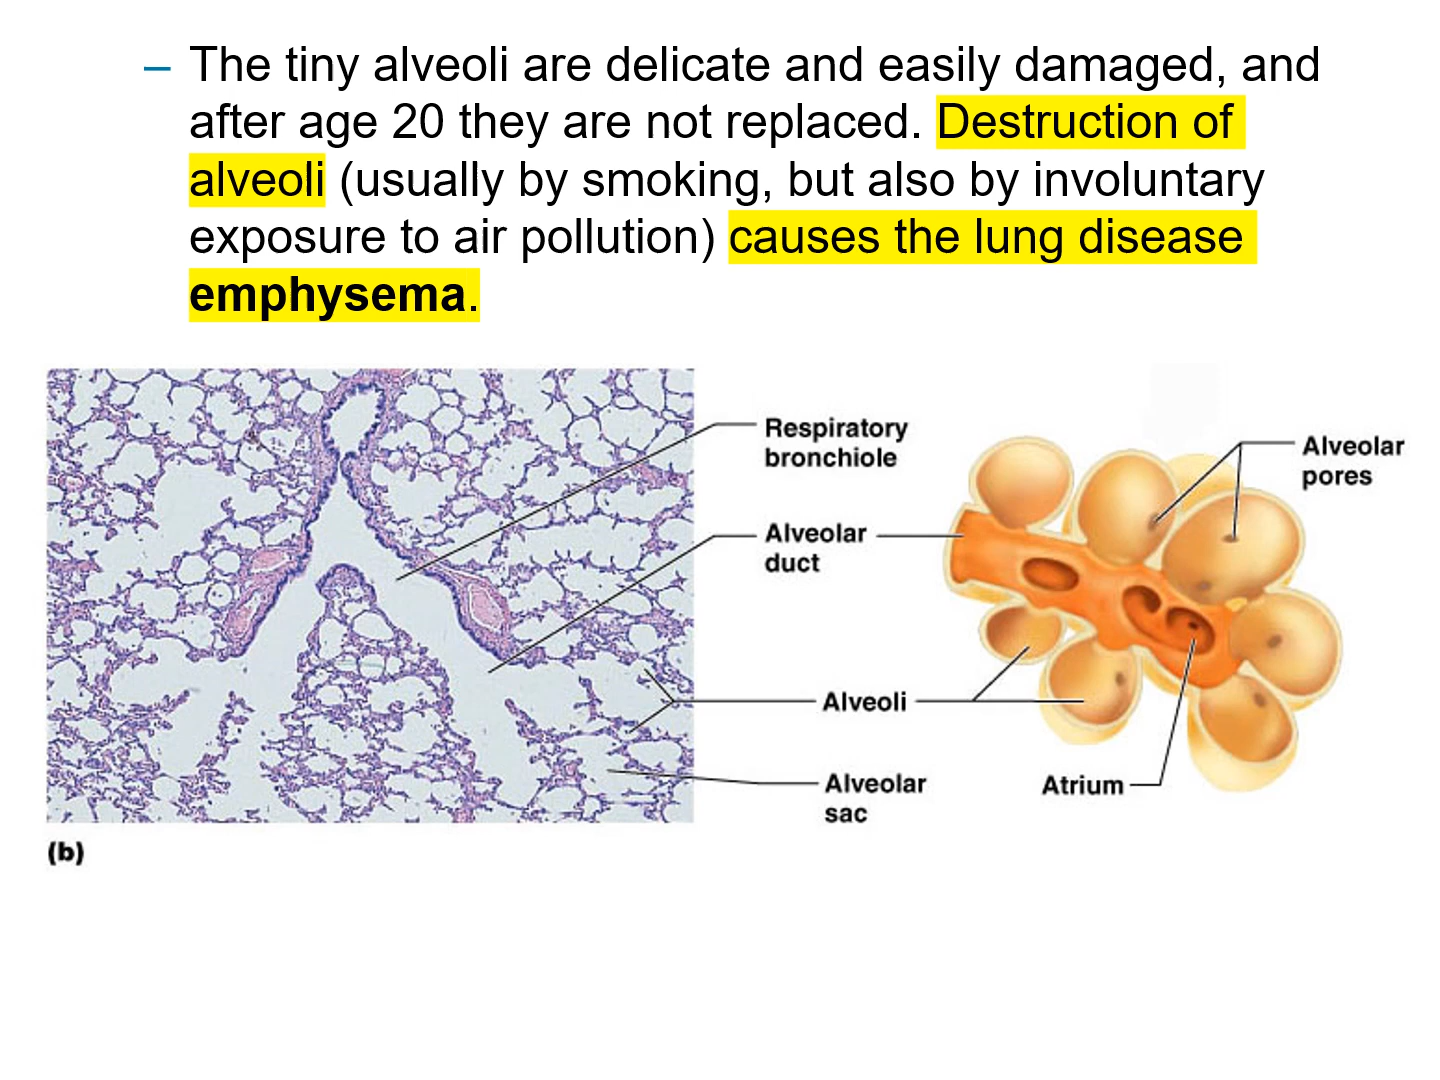 – The tiny alveoli are delicate and easily damaged, and
after age 20 they are not replaced. Destruction of
alveoli (usually by smoking, but also by involuntary
exposure to air pollution) causes the lung disease
emphysema.
Respiratory
bronchiole
Alveolar
duct
Alveoli
Alveolar
sac
Alveolar
pores
Atrium
(b)